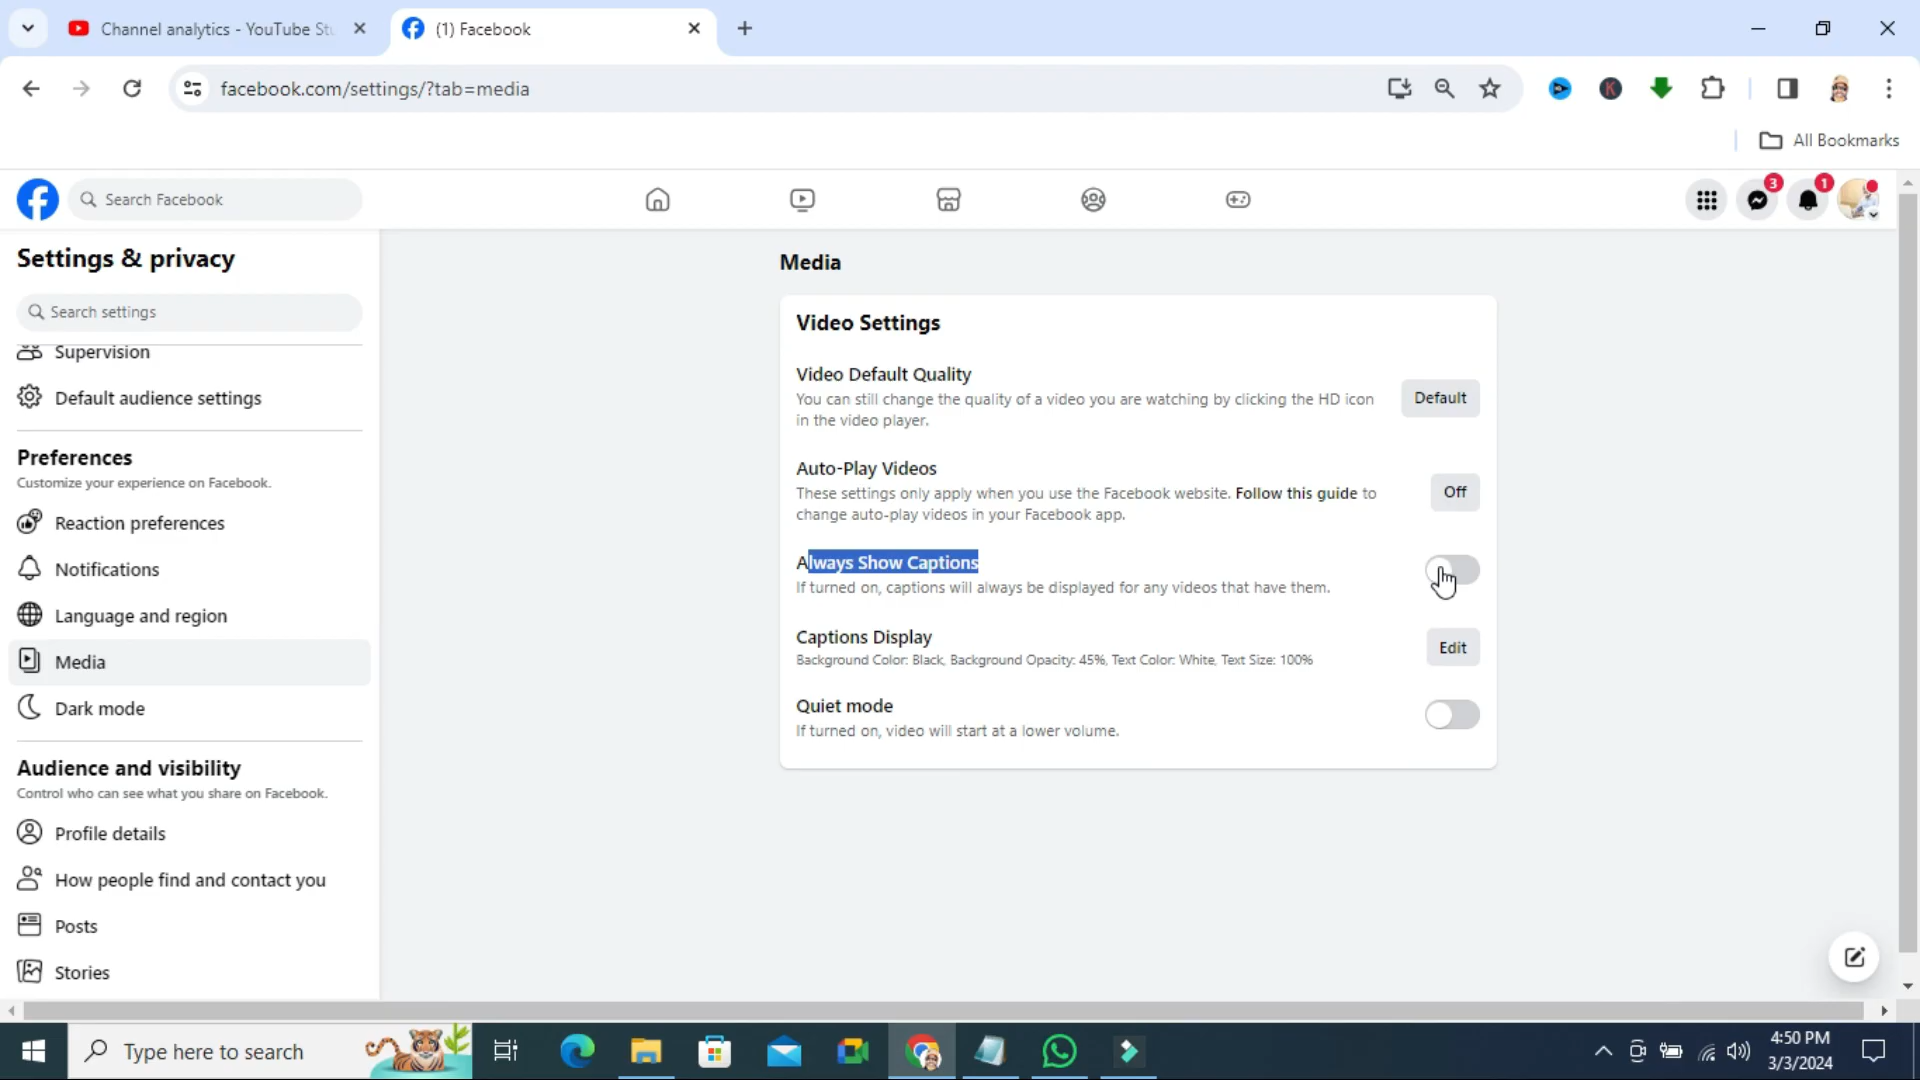 Channel analytics - YouTube Stu
(1) Facebook
facebook.com/settings/?tab=media
K
All Bookmarks
Search Facebook
3
1
Settings & privacy
Search settings
Supervision
Default audience settings
Preferences
Customize your experience on Facebook.
Reaction preferences
Notifications
Language and region
Media
Dark mode
Audience and visibility
Control who can see what you share on Facebook.
Profile details
How people find and contact you
Posts
Stories
Media
Video Settings
Video Default Quality
You can still change the quality of a video you are watching by clicking the HD icon
in the video player.
Default
Auto-Play Videos
These settings only apply when you use the Facebook website. Follow this guide to
change auto-play videos in your Facebook app.
Off
Always Show Captions
If turned on, captions will always be displayed for any videos that have them.
Captions Display
Background Color: Black, Background Opacity: 45%, Text Color: White, Text Size: 100%
Edit
Quiet mode
If turned on, video will start at a lower volume.
Type here to search
4:50 PM
3/3/2024